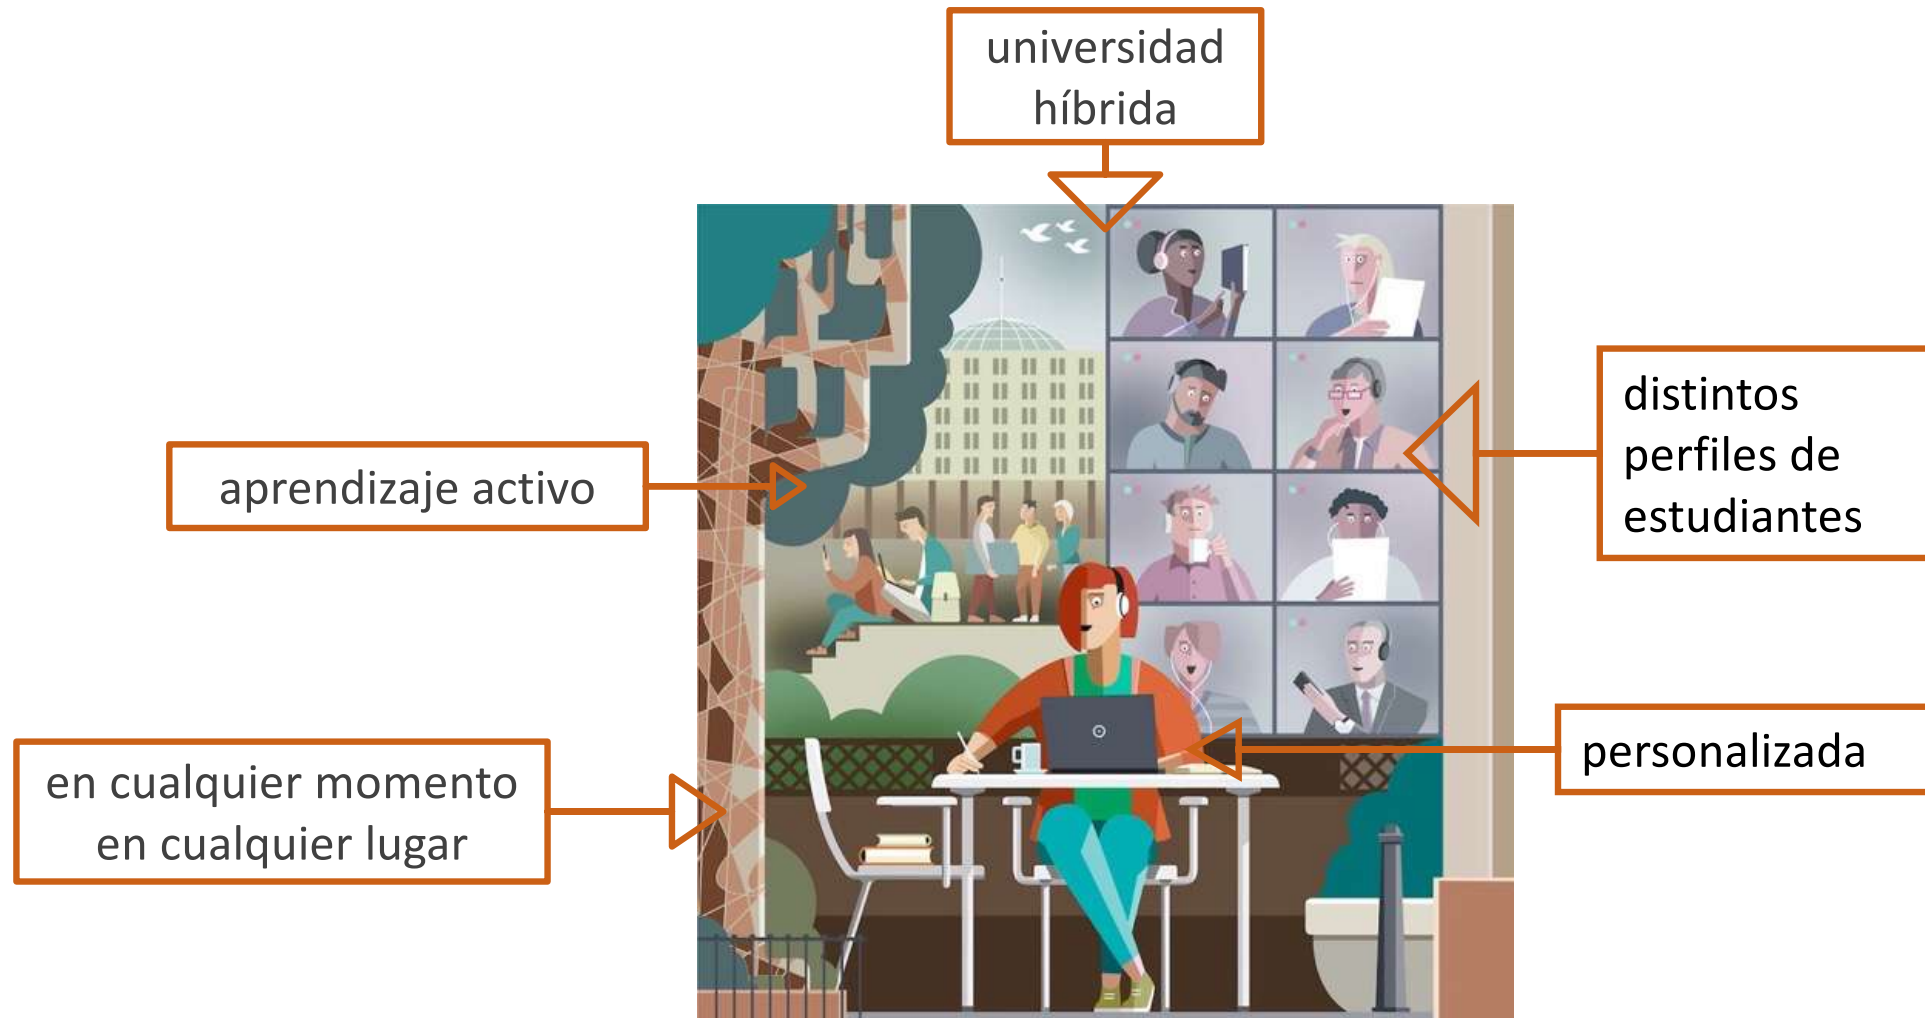 universidad
híbrida
distintos
perfiles de
estudiantes
aprendizaje activo
personalizada
en cualquier momento
en cualquier lugar